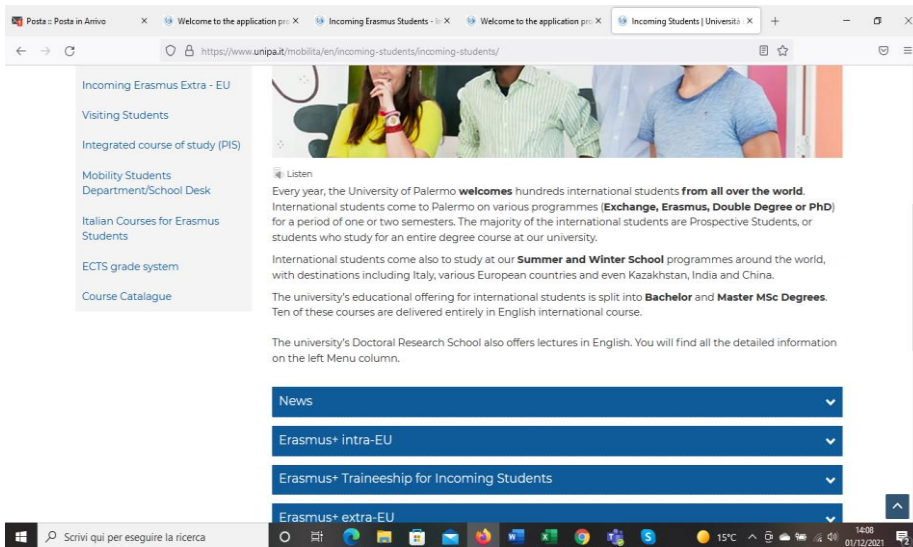 Posta :: Posta in Arrivo
Welcome to the application pro
Incoming Erasmus Students - In
Welcome to the application pro
Incoming Students | Università
https://www.unipa.it/mobilita/en/incoming-students/incoming-students/
Incoming Erasmus Extra - EU
Visiting Students
Integrated course of study (PIS)
Mobility Students
Department/School Desk
Italian Courses for Erasmus
Students
ECTS grade system
Course Catalague
Listen
Every year, the University of Palermo welcomes hundreds international students from all over the world.
International students come to Palermo on various programmes (Exchange, Erasmus, Double Degree or PhD)
for a period of one or two semesters. The majority of the international students are Prospective Students, or
students who study for an entire degree course at our university.
International students come also to study at our Summer and Winter School programmes around the world,
with destinations including Italy, various European countries and even Kazakhstan, India and China.
The university's educational offering for international students is split into Bachelor and Master MSc Degrees.
Ten of these courses are delivered entirely in English international course.
The university's Doctoral Research School also offers lectures in English. You will find all the detailed information
on the left Menu column.
News
Erasmus+ intra-EU
Erasmus+ Traineeship for Incoming Students
Erasmus+ extra-EU
Scrivi qui per eseguire la ricerca
15°C
14:08
01/12/2021